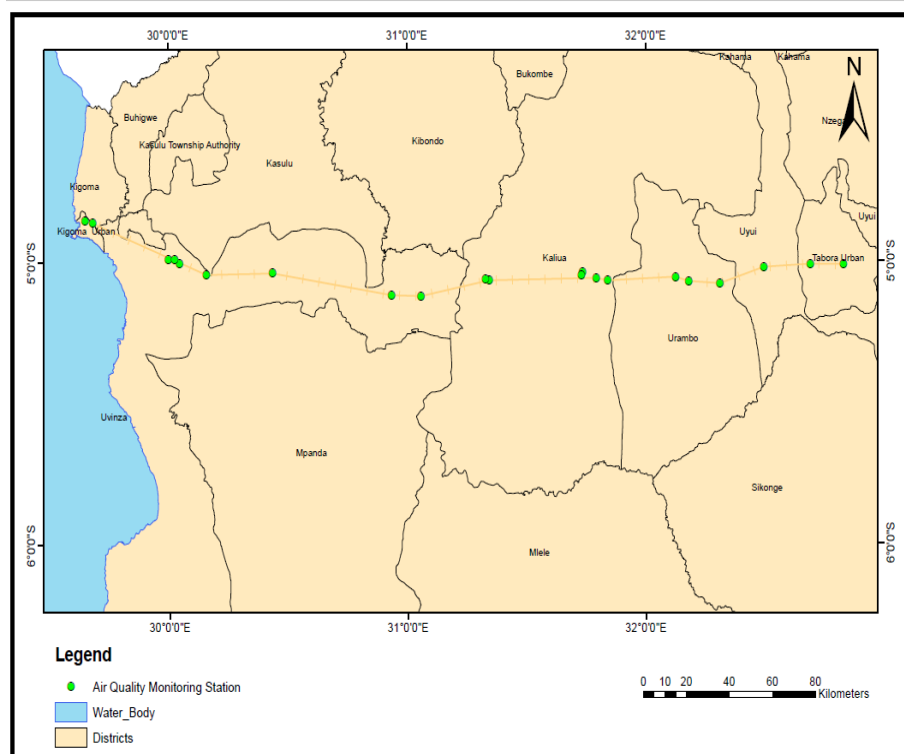 30°0'0"E 31°0'0"E 32°0'0"E
Kahama Kahama
Bukombe
N
Buhigwe
Nzega
Kasulu Township Authority
Kibondo
Kasulu
Kigoma
Uyui
Kigoma Urban
Uyui
5°0'0"S
Kaliua
Tabora Urban
5°0'0"S
Urambo
Uvinza
Mpanda
Sikonge
6°0'0"S
Mlele
6°0'0"S
30°0'0"E 31°0'0"E 32°0'0"E
Legend
Air Quality Monitoring Station
Water_Body
Districts
0 10 20 40 60 80
Kilometers